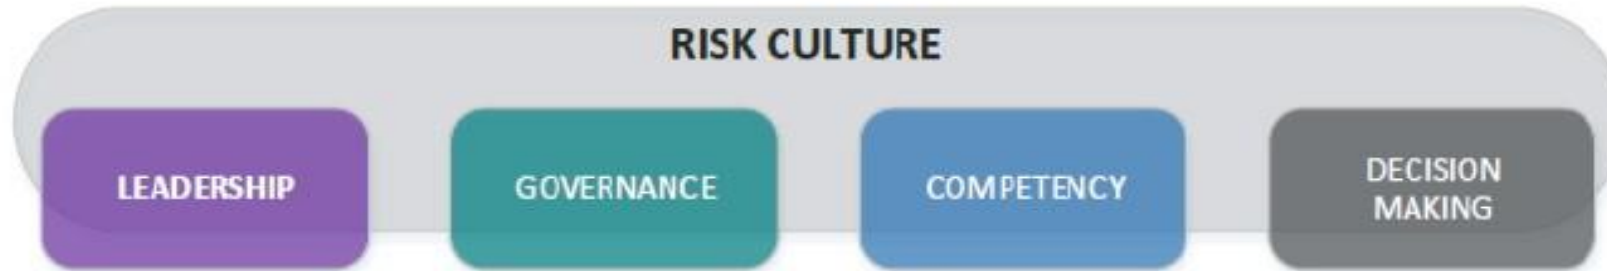 RISK CULTURE
LEADERSHIP
GOVERNANCE
COMPETENCY
DECISION
MAKING